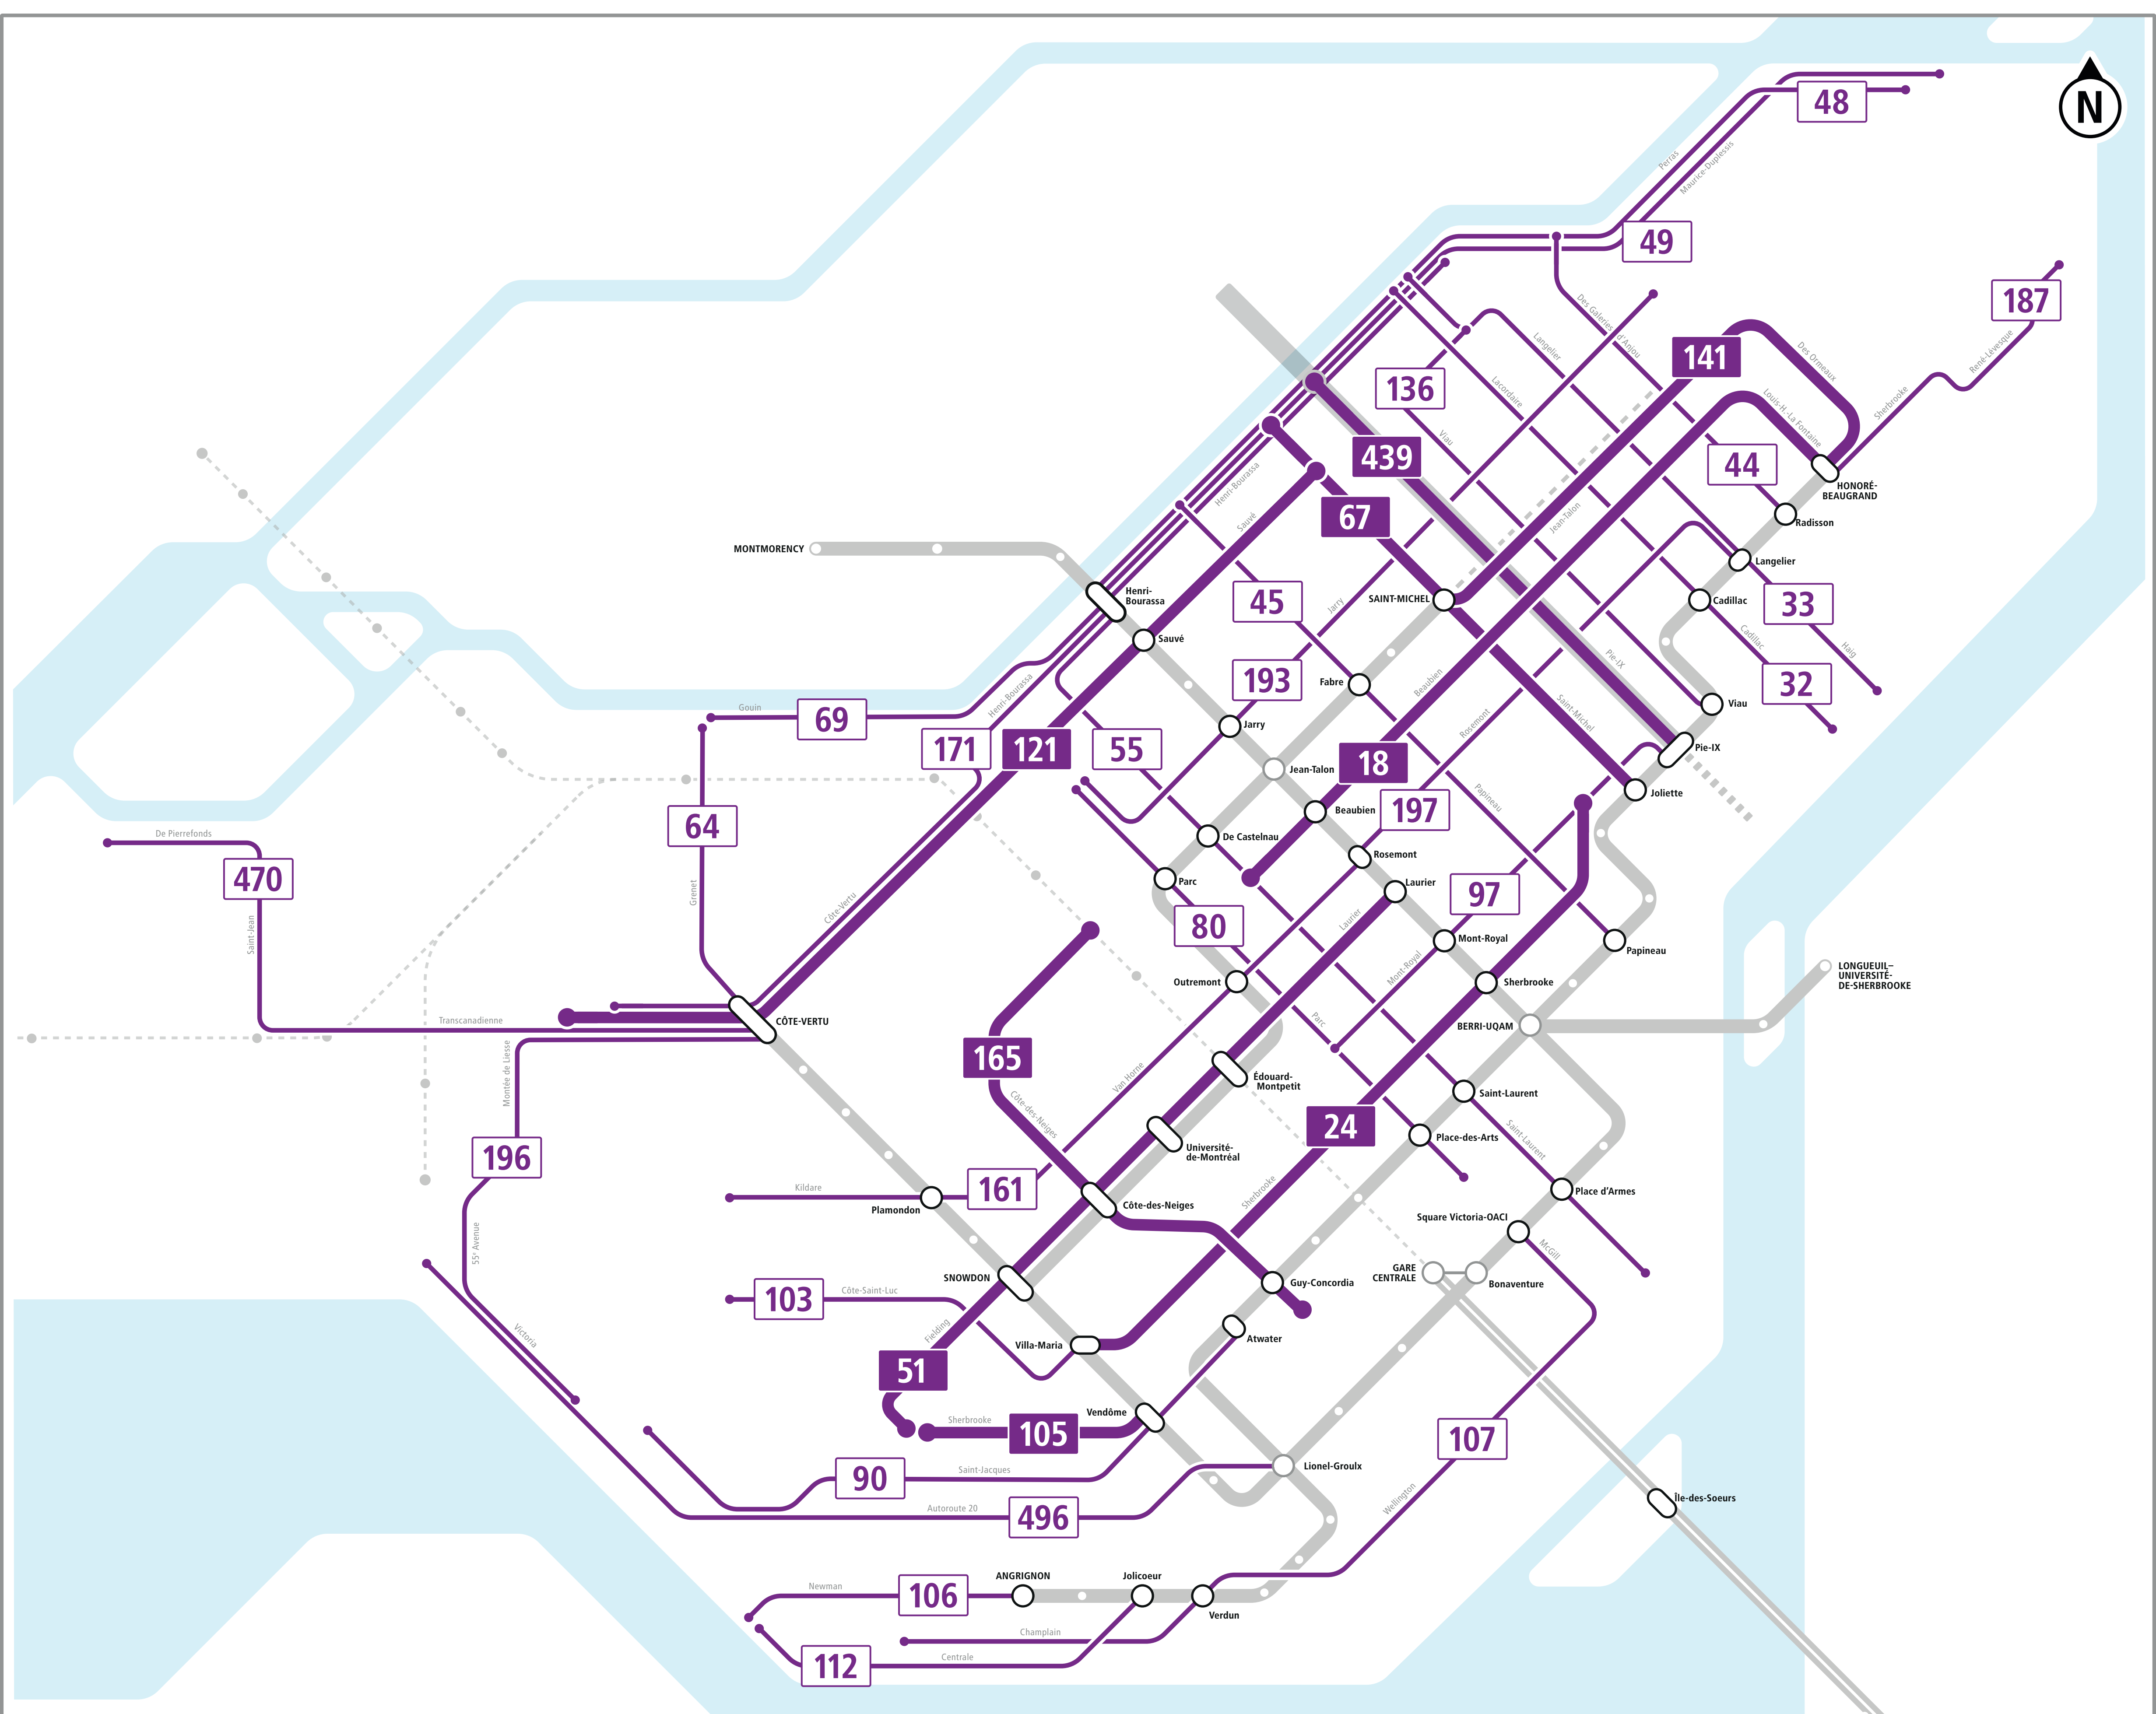 48
N
Perras
Maurice-Duplessis
49
187
Des Galeries d'Anjou
141
Des Ormeaux
Langelier
René-Lévesque
136
Lacordaire
Louis-H.-La Fontaine
Sherbrooke
Viau
439
44
Henri-Bourassa
HONORÉ-
BEAUGRAND
67
Sauvé
Jean-Talon
Radisson
MONTMORENCY
Langelier
Henri-
Bourassa
45
SAINT-MICHEL
Cadillac
33
Jarry
Sauvé
Cadillac
Haig
Pie-IX
193
Fabre
Beaubien
32
Henri-Bourassa
Gouin
69
Saint-Michel
Viau
Rosemont
Jarry
171
121
55
Pie-IX
18
Jean-Talon
Joliette
Papineau
Beaubien
197
64
De Pierrefonds
De Castelnau
Rosemont
470
Parc
Laurier
97
Grenet
Côte-Vertu
80
Laurier
Saint-Jean
Mont-Royal
Papineau
Mont-Royal
Outremont
Sherbrooke
LONGUEUIL–
UNIVERSITÉ-
DE-SHERBROOKE
Transcanadienne
CÔTE-VERTU
Parc
BERRI-UQAM
165
Montée de Liesse
Van Horne
Édouard-
Montpetit
Saint-Laurent
Côte-des-Neiges
24
Place-des-Arts
Saint-Laurent
196
Université-
de-Montréal
Kildare
161
Sherbrooke
Place d'Armes
Plamondon
Côte-des-Neiges
Square Victoria-OACI
55e Avenue
McGill
SNOWDON
GARE
CENTRALE
Guy-Concordia
Bonaventure
103
Côte-Saint-Luc
Victoria
Fielding
Villa-Maria
Atwater
51
Vendôme
Sherbrooke
105
107
90
Saint-Jacques
Lionel-Groulx
Autoroute 20
496
Wellington
Île-des-Soeurs
ANGRIGNON
Jolicoeur
Newman
106
Verdun
Champlain
112
Centrale